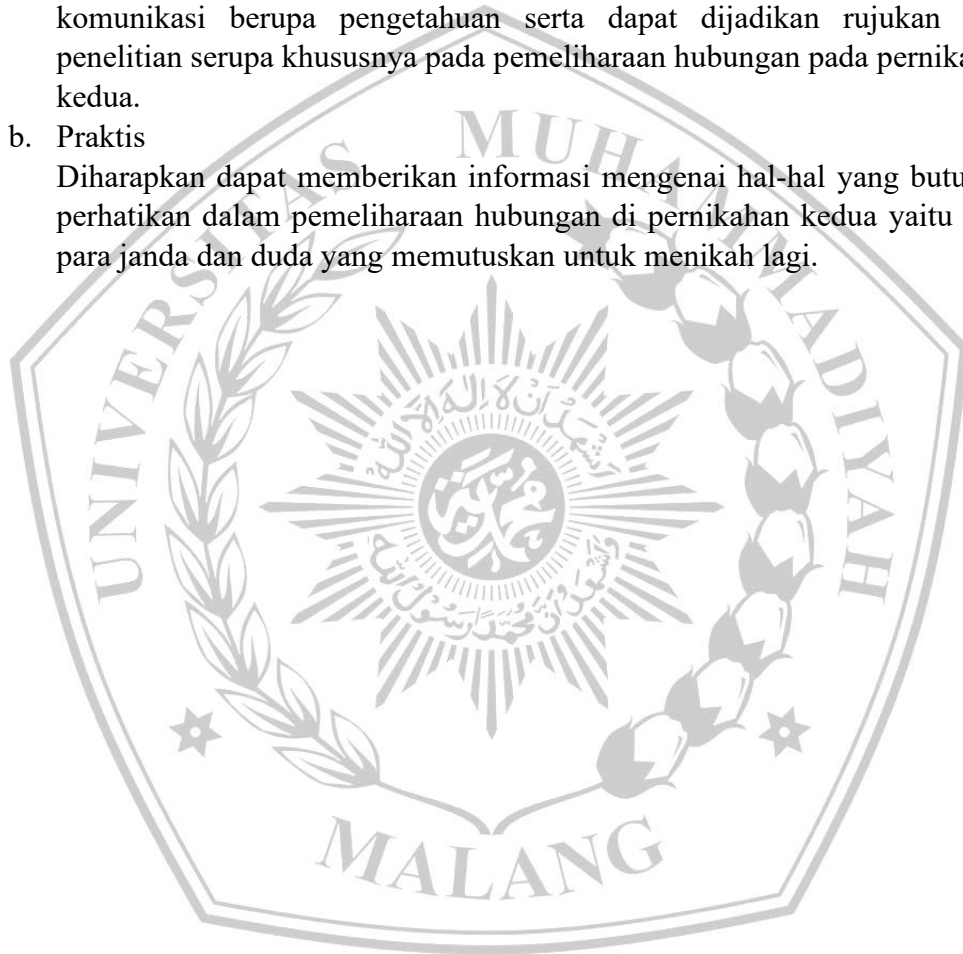 komunikasi berupa pengetahuan serta dapat dijadikan rujukan
penelitian serupa khususnya pada pemeliharaan hubungan pada pernika
kedua.
b. Praktis
Diharapkan dapat memberikan informasi mengenai hal-hal yang butu
perhatikan dalam pemeliharaan hubungan di pernikahan kedua yaitu
para janda dan duda yang memutuskan untuk menikah lagi.
UNIVERSITAS MUHAMMADIYAH
MALANG